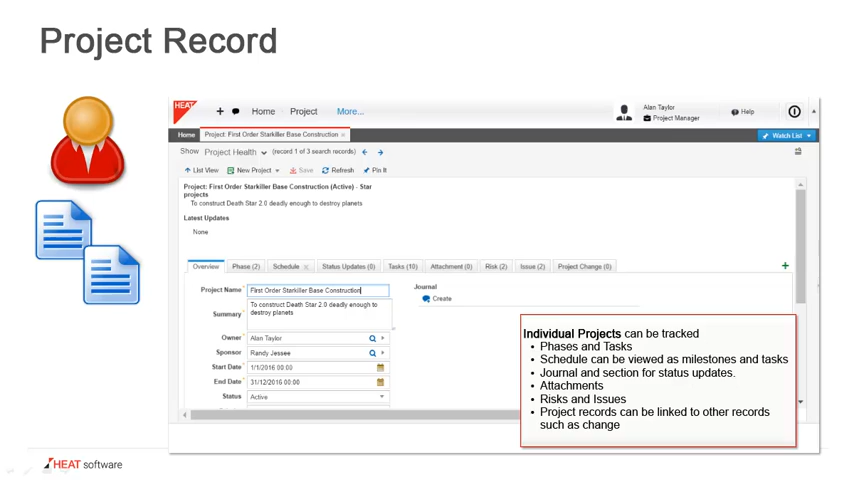 Project Record
HEAT
Home Project More...
Alan Taylor
Project Manager
Help
Home Project: First Order Starkiller Base Construction
Watch List
Show Project Health (record 1 of 3 search records)
List View New Project Save Refresh Pin It
Project: First Order Starkiller Base Construction (Active) - Star
projects
To construct Death Star 2.0 deadly enough to destroy planets
Latest Updates
None
Overview Phase (2) Schedule Status Updates (0) Tasks (10) Attachment (0) Risk (2) Issue (2) Project Change (0)
Project Name* First Order Starkiller Base Construction
Journal
Create
Summary* To construct Death Star 2.0 deadly enough to
destroy planets
Owner* Alan Taylor
Sponsor* Randy Jessee
Start Date* 1/1/2016 00:00
End Date* 31/12/2016 00:00
Status Active
Individual Projects can be tracked
• Phases and Tasks
• Schedule can be viewed as milestones and tasks
• Journal and section for status updates.
• Attachments
• Risks and Issues
• Project records can be linked to other records
such as change
HEAT software